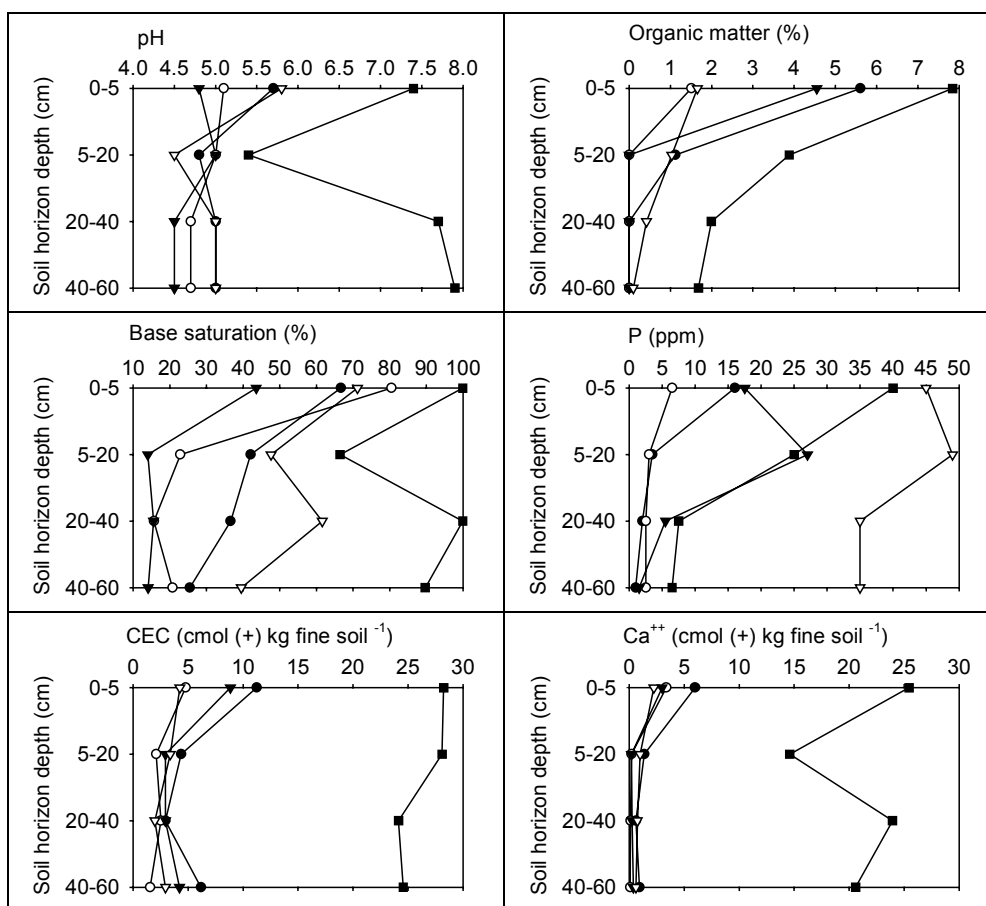 pH
4.0 4.5 5.0 5.5 6.0 6.5 7.0 7.5 8.0
0-5
5-20
20-40
40-60
Soil horizon depth (cm)
Organic matter (%)
0 1 2 3 4 5 6 7 8
0-5
5-20
20-40
40-60
Soil horizon depth (cm)
Base saturation (%)
10 20 30 40 50 60 70 80 90 100
0-5
5-20
20-40
40-60
Soil horizon depth (cm)
P (ppm)
0 5 10 15 20 25 30 35 40 45 50
0-5
5-20
20-40
40-60
Soil horizon depth (cm)
CEC (cmol (+) kg fine soil ⁻¹)
0 5 10 15 20 25 30
0-5
5-20
20-40
40-60
Soil horizon depth (cm)
Ca⁺⁺ (cmol (+) kg fine soil ⁻¹)
0 5 10 15 20 25 30
0-5
5-20
20-40
40-60
Soil horizon depth (cm)